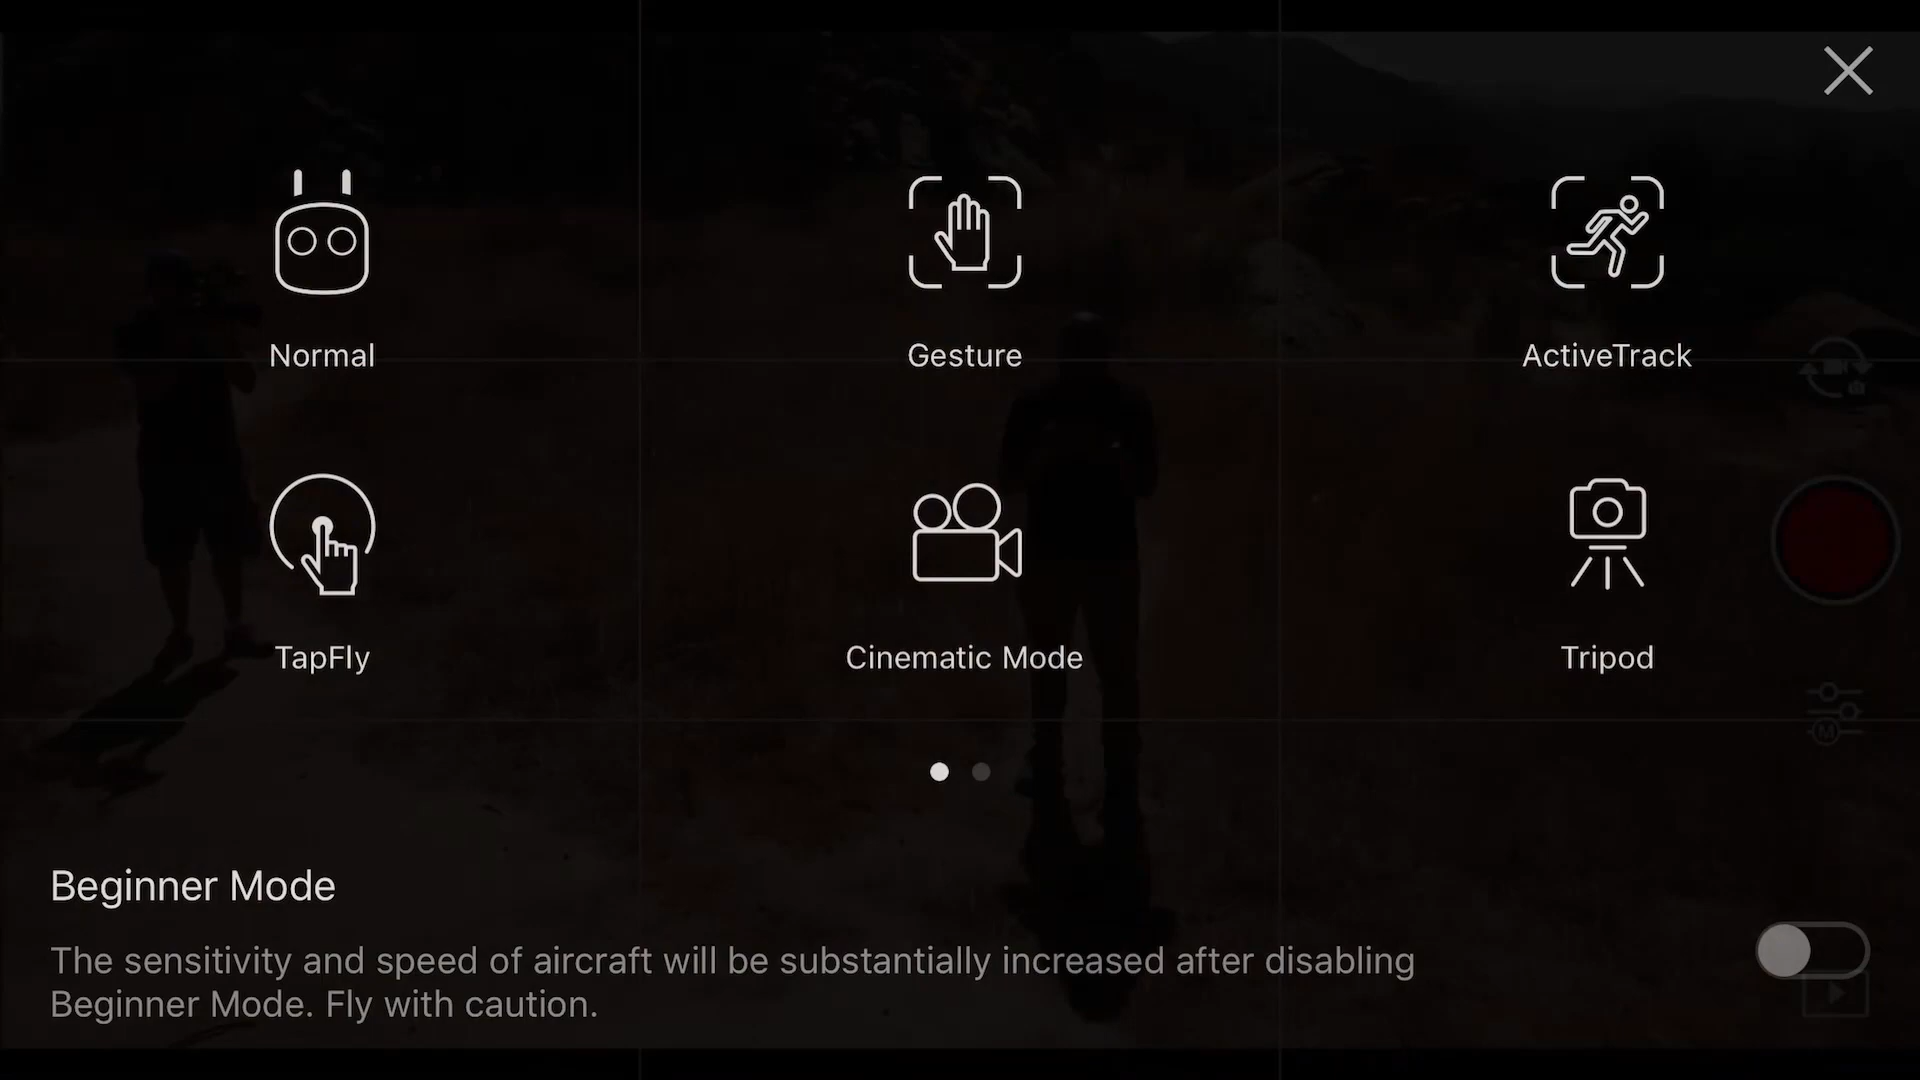 Normal
Gesture
ActiveTrack
TapFly
Cinematic Mode
Tripod
M
Beginner Mode
The sensitivity and speed of aircraft will be substantially increased after disabling
Beginner Mode. Fly with caution.